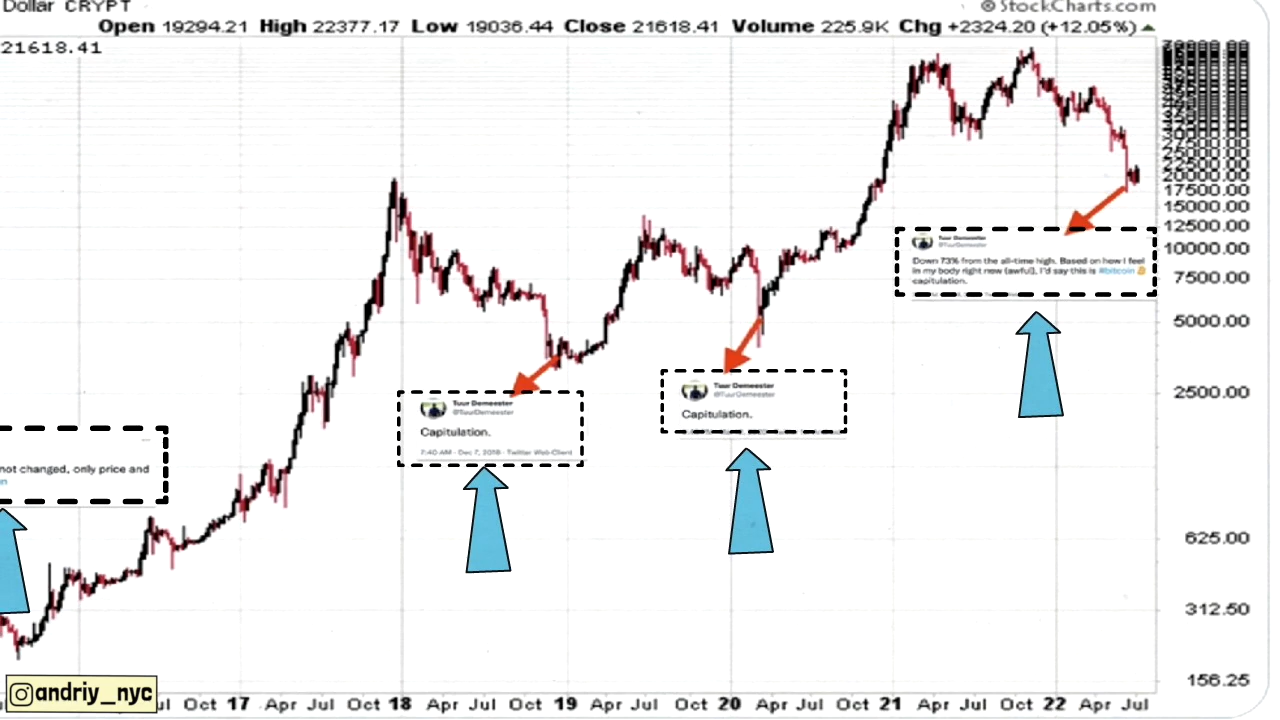 Dollar CRYPT
© StockCharts.com
Open 19294.21 High 22377.17 Low 19036.44 Close 21618.41 Volume 225.9K Chg +2324.20 (+12.05%)
21618.41
30000.00
22500.00
20000.00
17500.00
15000.00
12500.00
10000.00
7500.00
5000.00
2500.00
625.00
312.50
156.25
Tuur Demeester
@TuurDemeester
Down 73% from the all-time high. Based on how I feel
in my body right now (awful), I'd say this is #bitcoin
capitulation.
Tuur Demeester
@TuurDemeester
Capitulation.
Tuur Demeester
@TuurDemeester
Capitulation.
7:40 AM · Dec 7, 2018 · Twitter Web Client
not changed, only price and
n
andriy_nyc
Oct 17 Apr Jul Oct 18 Apr Jul Oct 19 Apr Jul Oct 20 Apr Jul Oct 21 Apr Jul Oct 22 Apr Jul